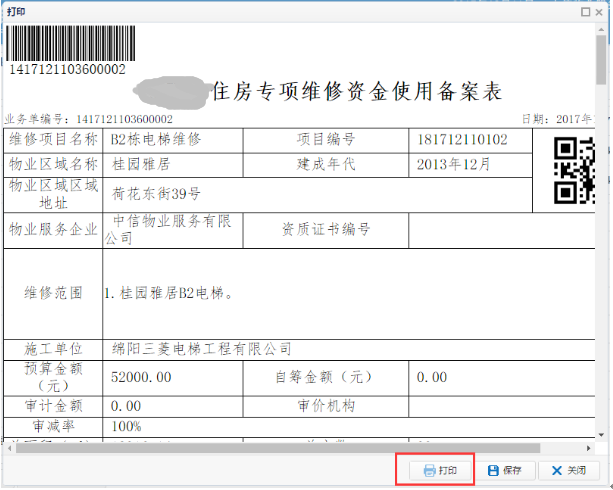 打印
1417121103600002
住房专项维修资金使用备案表
业务单编号：1417121103600002 日期：2017年
维修项目名称 B2栋电梯维修 项目编号 181712110102
物业区域名称 桂园雅居 建成年代 2013年12月
物业区域区域
地址 荷花东街39号
物业服务企业 中信物业服务有限
公司 资质证书编号
维修范围 1.桂园雅居B2电梯。
施工单位 绵阳三菱电梯工程有限公司
预算金额
（元） 52000.00 自筹金额（元） 0.00
审计金额 0.00 审价机构
审减率 100%
打印 保存 关闭